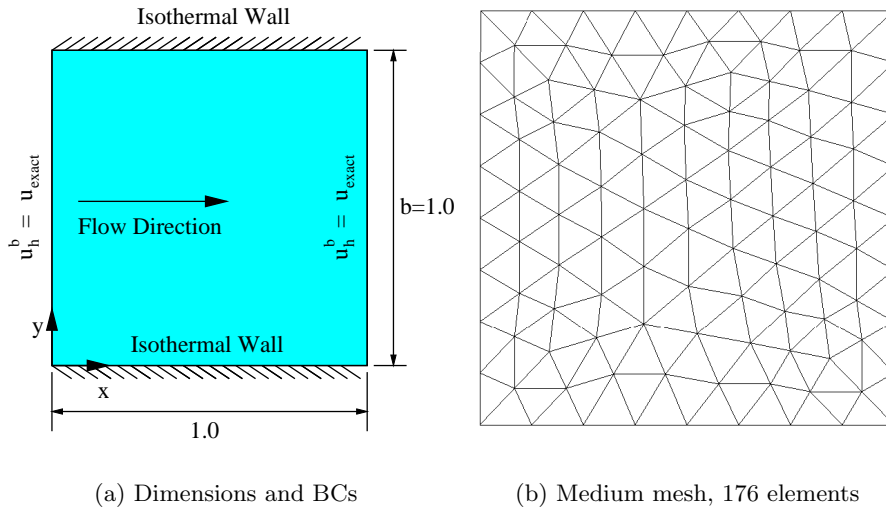 Isothermal Wall
u_h^b = u_exact
Flow Direction
u_h^b = u_exact
b=1.0
y
Isothermal Wall
x
1.0
(a) Dimensions and BCs
(b) Medium mesh, 176 elements